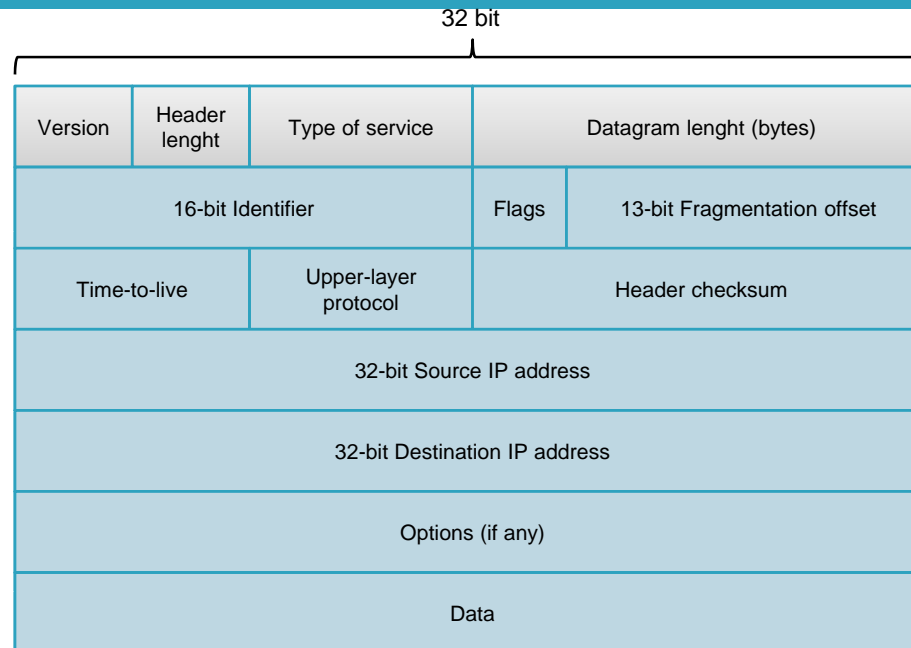 32 bit
Version
Header
lenght
Type of service
Datagram lenght (bytes)
16-bit Identifier
Flags
13-bit Fragmentation offset
Time-to-live
Upper-layer
protocol
Header checksum
32-bit Source IP address
32-bit Destination IP address
Options (if any)
Data